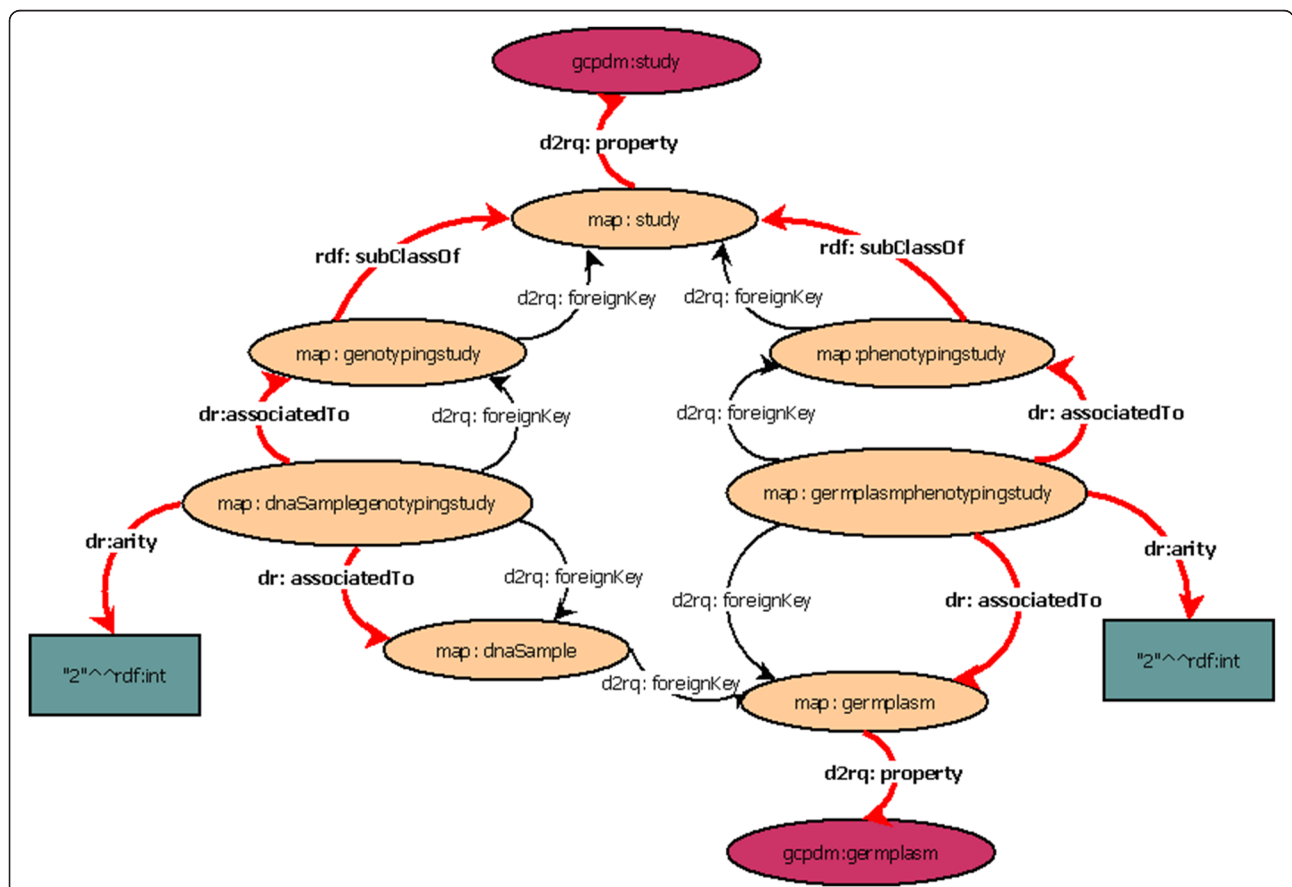 gcpdm:study
d2rq: property
map: study
rdf: subClassOf
rdf: subClassOf
d2rq: foreignKey
d2rq: foreignKey
map: genotypingstudy
map:phenotypingstudy
dr:associatedTo
d2rq: foreignKey
d2rq: foreignKey
dr: associatedTo
map: dnaSamplegenotypingstudy
map: germplasmphenotypingstudy
dr:arity
dr: associatedTo
d2rq: foreignKey
d2rq: foreignKey
dr: associatedTo
dr:arity
"2"^^rdf:int
map: dnaSample
d2rq: foreignKey
map: germplasm
"2"^^rdf:int
d2rq: property
gcpdm:germplasm